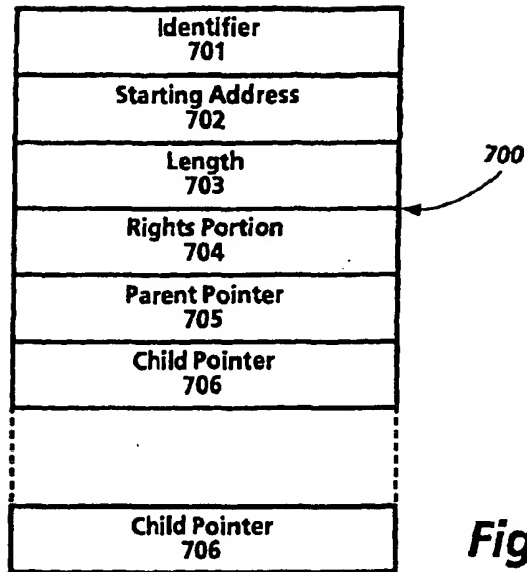 Identifier
701
Starting Address
702
Length
703
700
Rights Portion
704
Parent Pointer
705
Child Pointer
706
Child Pointer
706
Fig